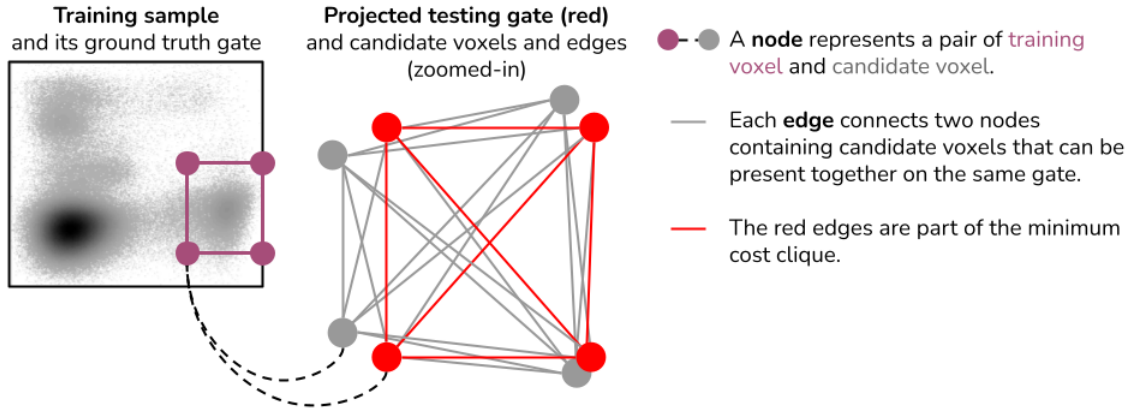 Training sample
and its ground truth gate
Projected testing gate (red)
and candidate voxels and edges
(zoomed-in)
A node represents a pair of training
voxel and candidate voxel.
Each edge connects two nodes
containing candidate voxels that can be
present together on the same gate.
The red edges are part of the minimum
cost clique.